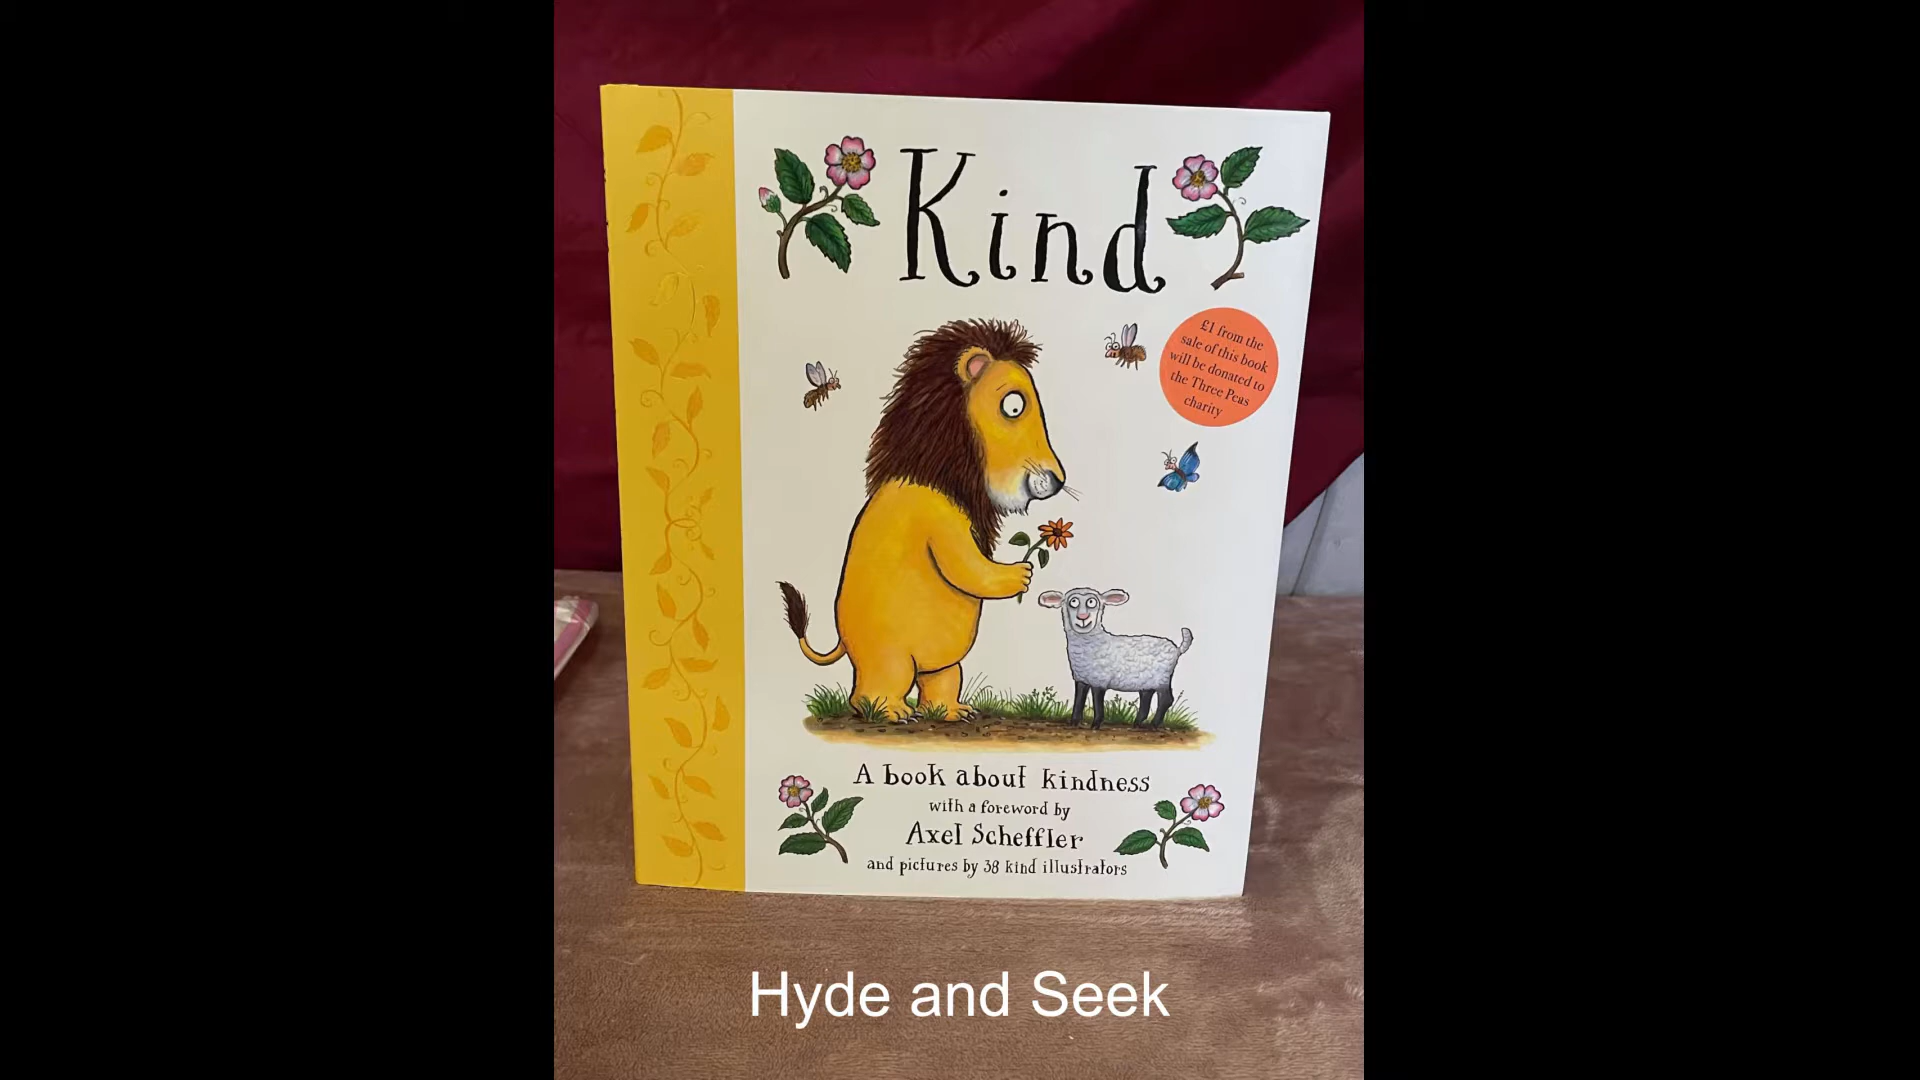 Kind
£1 from the
sale of this book
will be donated to
the Three Peas
charity
A book about kindness
with a foreword by
Axel Scheffler
and pictures by 38 kind illustrators
Hyde and Seek